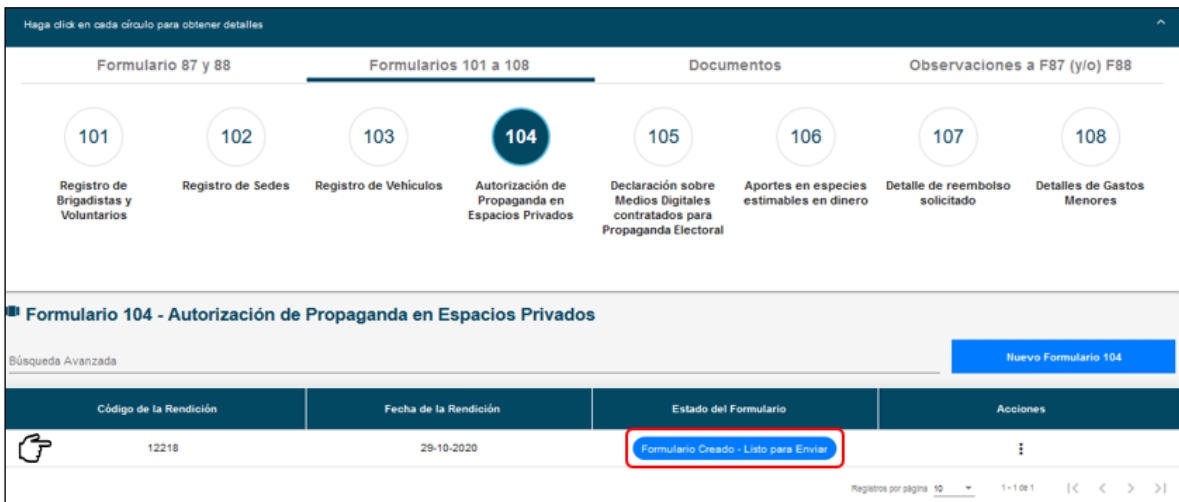 Haga click en cada círculo para obtener detalles
Formulario 87 y 88
Formularios 101 a 108
Documentos
Observaciones a F87 (y/o) F88
101
102
103
104
105
106
107
108
Registro de
Brigadistas y
Voluntarios
Registro de Sedes
Registro de Vehículos
Autorización de
Propaganda en
Espacios Privados
Declaración sobre
Medios Digitales
contratados para
Propaganda Electoral
Aportes en especies
estimables en dinero
Detalle de reembolso
solicitado
Detalles de Gastos
Menores
Formulario 104 - Autorización de Propaganda en Espacios Privados
Búsqueda Avanzada
Nuevo Formulario 104
Código de la Rendición
Fecha de la Rendición
Estado del Formulario
Acciones
12218
29-10-2020
Formulario Creado - Listo para Enviar
Registros por página 10
1 - 1 de 1